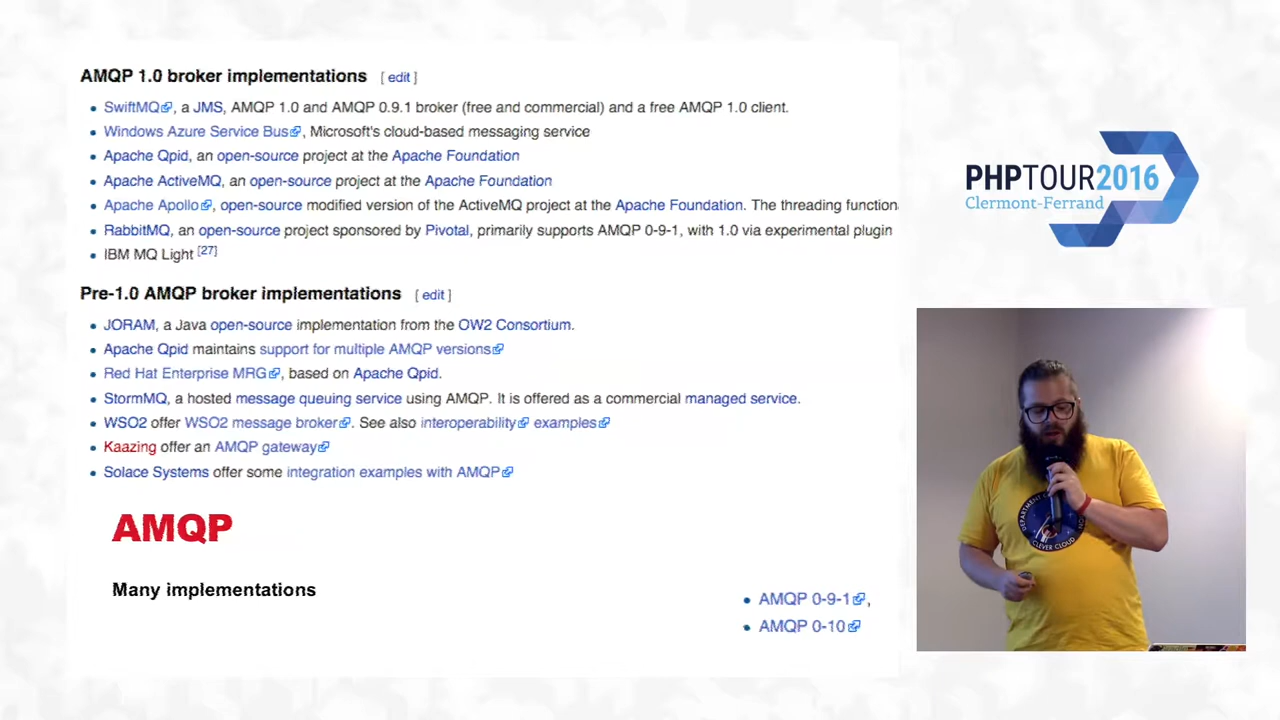 AMQP 1.0 broker implementations [ edit ]
SwiftMQ, a JMS, AMQP 1.0 and AMQP 0.9.1 broker (free and commercial) and a free AMQP 1.0 client.
Windows Azure Service Bus, Microsoft's cloud-based messaging service
Apache Qpid, an open-source project at the Apache Foundation
Apache ActiveMQ, an open-source project at the Apache Foundation
Apache Apollo, open-source modified version of the ActiveMQ project at the Apache Foundation. The threading function
RabbitMQ, an open-source project sponsored by Pivotal, primarily supports AMQP 0-9-1, with 1.0 via experimental plugin
IBM MQ Light [27]
Pre-1.0 AMQP broker implementations [ edit ]
JORAM, a Java open-source implementation from the OW2 Consortium.
Apache Qpid maintains support for multiple AMQP versions
Red Hat Enterprise MRG, based on Apache Qpid.
StormMQ, a hosted message queuing service using AMQP. It is offered as a commercial managed service.
WSO2 offer WSO2 message broker. See also interoperability examples
Kaazing offer an AMQP gateway
Solace Systems offer some integration examples with AMQP
AMQP
Many implementations
AMQP 0-9-1,
AMQP 0-10
PHPTOUR2016
Clermont-Ferrand
DEPARTMENT
CLEVER CLOUD